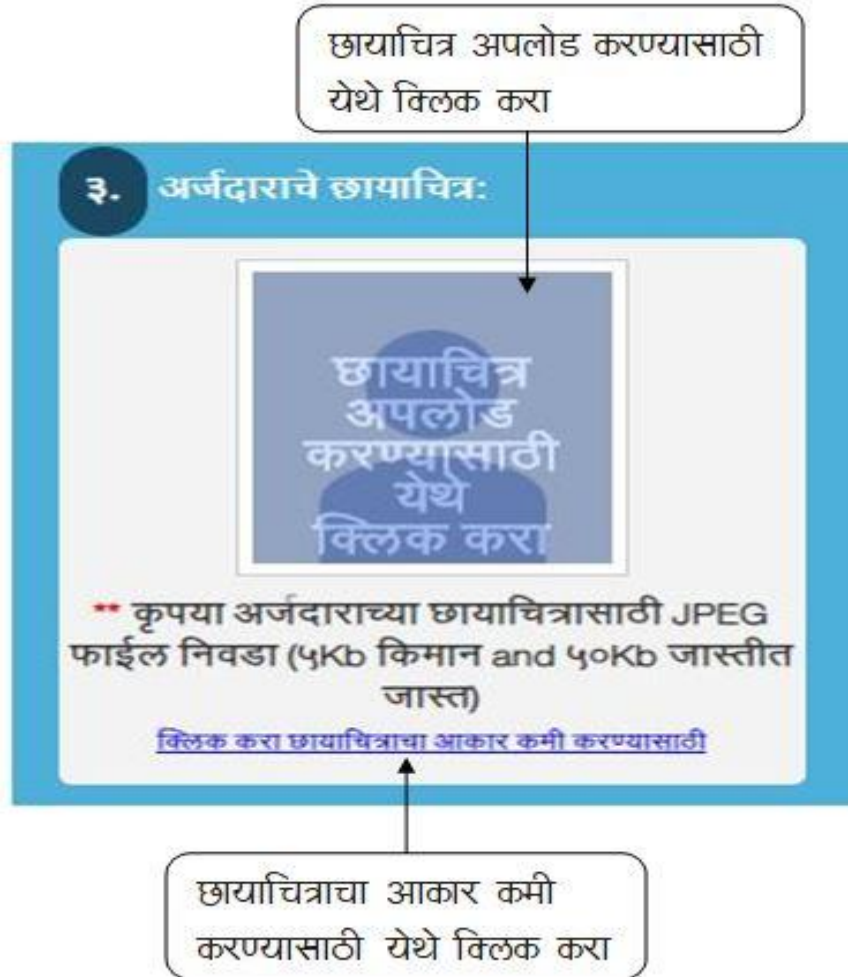 छायाचित्र अपलोड करण्यासाठी
येथे क्लिक करा
३. अर्जदाराचे छायाचित्र:
छायाचित्र
अपलोड
करण्यासाठी
येथे
क्लिक करा
** कृपया अर्जदाराच्या छायाचित्रासाठी JPEG
फाईल निवडा (५Kb किमान and ५०Kb जास्तीत
जास्त)
क्लिक करा छायाचित्राचा आकार कमी करण्यासाठी
छायाचित्राचा आकार कमी
करण्यासाठी येथे क्लिक करा